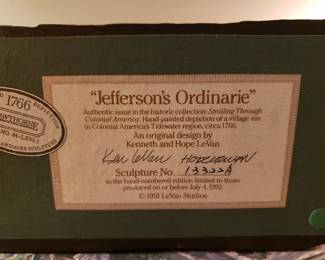 1766
HAWTHORNE
"Jefferson's Ordinarie"
Authentic issue in the historic collection: Strolling Through
Colonial America: Hand-painted depiction of a village inn
in Colonial America's Tidewater region, circa 1766.
An original design by
Kenneth and Hope LeVan
Ken LeVan Hope LeVan
Sculpture No. 13322A
in the hand-numbered edition limited to those
produced on or before July 4, 1992.
© 1991 LeVan Studios